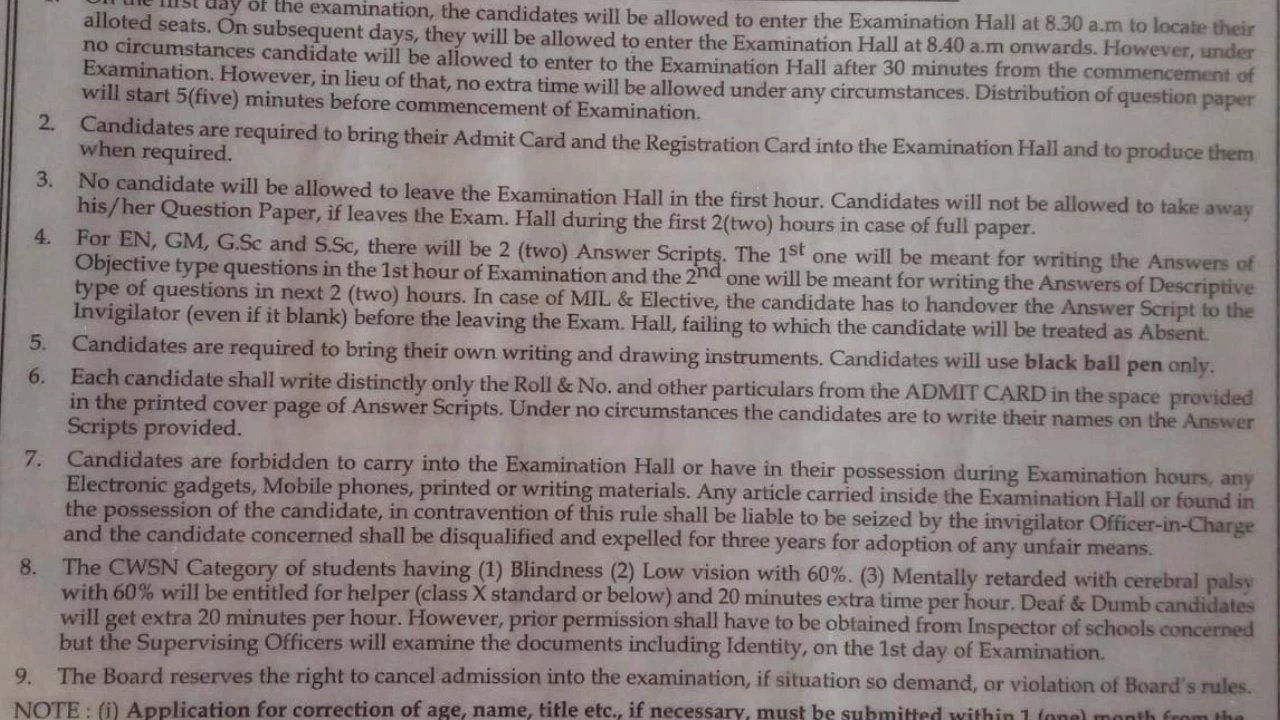 On the first day of the examination, the candidates will be allowed to enter the Examination Hall at 8.30 a.m to locate their
alloted seats. On subsequent days, they will be allowed to enter the Examination Hall at 8.40 a.m onwards. However, under
no circumstances candidate will be allowed to enter to the Examination Hall after 30 minutes from the commencement of
Examination. However, in lieu of that, no extra time will be allowed under any circumstances. Distribution of question paper
will start 5(five) minutes before commencement of Examination.
2. Candidates are required to bring their Admit Card and the Registration Card into the Examination Hall and to produce them
when required.
3. No candidate will be allowed to leave the Examination Hall in the first hour. Candidates will not be allowed to take away
his/her Question Paper, if leaves the Exam. Hall during the first 2(two) hours in case of full paper.
4. For EN, GM, G.Sc and S.Sc, there will be 2 (two) Answer Scripts. The 1st one will be meant for writing the Answers of
Objective type questions in the 1st hour of Examination and the 2nd one will be meant for writing the Answers of Descriptive
type of questions in next 2 (two) hours. In case of MIL & Elective, the candidate has to handover the Answer Script to the
Invigilator (even if it blank) before the leaving the Exam. Hall, failing to which the candidate will be treated as Absent.
5. Candidates are required to bring their own writing and drawing instruments. Candidates will use black ball pen only.
6. Each candidate shall write distinctly only the Roll & No. and other particulars from the ADMIT CARD in the space provided
in the printed cover page of Answer Scripts. Under no circumstances the candidates are to write their names on the Answer
Scripts provided.
7. Candidates are forbidden to carry into the Examination Hall or have in their possession during Examination hours, any
Electronic gadgets, Mobile phones, printed or writing materials. Any article carried inside the Examination Hall or found in
the possession of the candidate, in contravention of this rule shall be liable to be seized by the invigilator Officer-in-Charge
and the candidate concerned shall be disqualified and expelled for three years for adoption of any unfair means.
8. The CWSN Category of students having (1) Blindness (2) Low vision with 60%. (3) Mentally retarded with cerebral palsy
with 60% will be entitled for helper (class X standard or below) and 20 minutes extra time per hour. Deaf & Dumb candidates
will get extra 20 minutes per hour. However, prior permission shall have to be obtained from Inspector of schools concerned
but the Supervising Officers will examine the documents including Identity, on the 1st day of Examination.
9. The Board reserves the right to cancel admission into the examination, if situation so demand, or violation of Board's rules.
NOTE : (i) Application for correction of age, name, title etc., if necessary, must be submitted within 1 (one) month from the